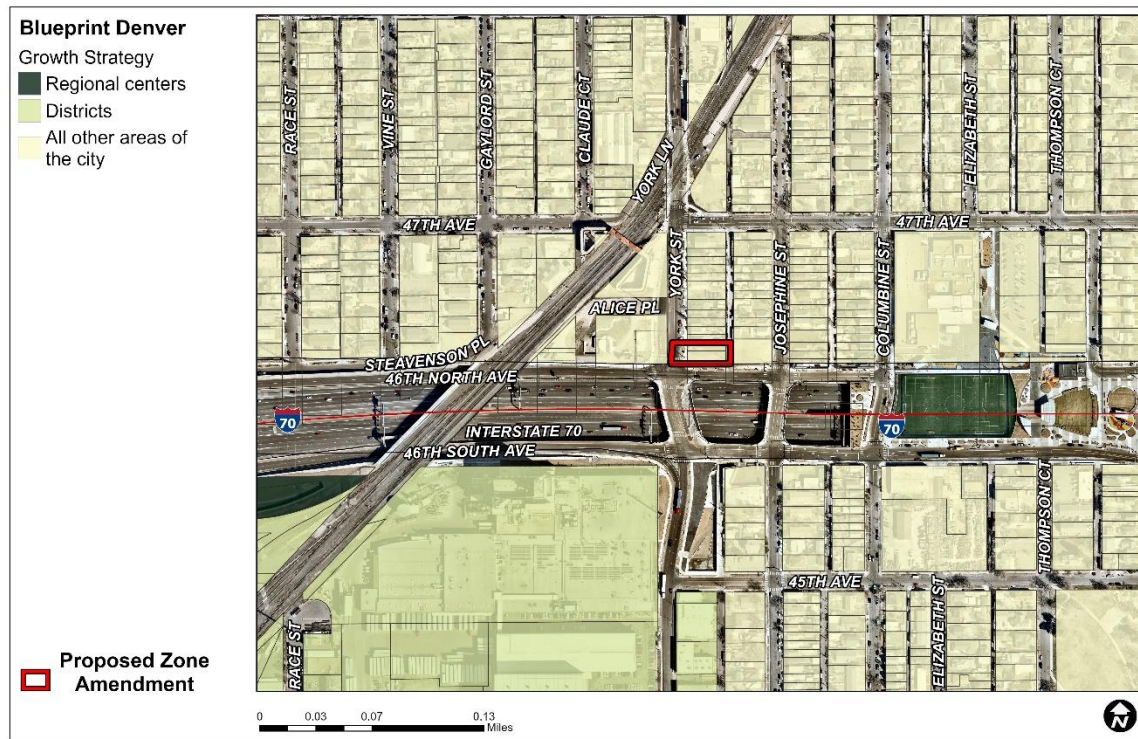 Blueprint Denver
Growth Strategy
Regional centers
Districts
All other areas of
the city
RACE ST
VINE ST
GAYLORD ST
CLAUDE CT
YORK LN
ELIZABETH ST
THOMPSON CT
47TH AVE
47TH AVE
YORK ST
JOSEPHINE ST
COLUMBINE ST
ALICE PL
STEAVENSON PL
46TH NORTH AVE
70
INTERSTATE 70
70
46TH SOUTH AVE
THOMPSON CT
45TH AVE
RACE ST
ELIZABETH ST
Proposed Zone
Amendment
0 0.03 0.07 0.13
Miles
N